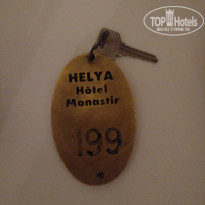 TOP Hotels
ФОТО ТУРИСТА
HELYA
Hôtel
Monastir
199